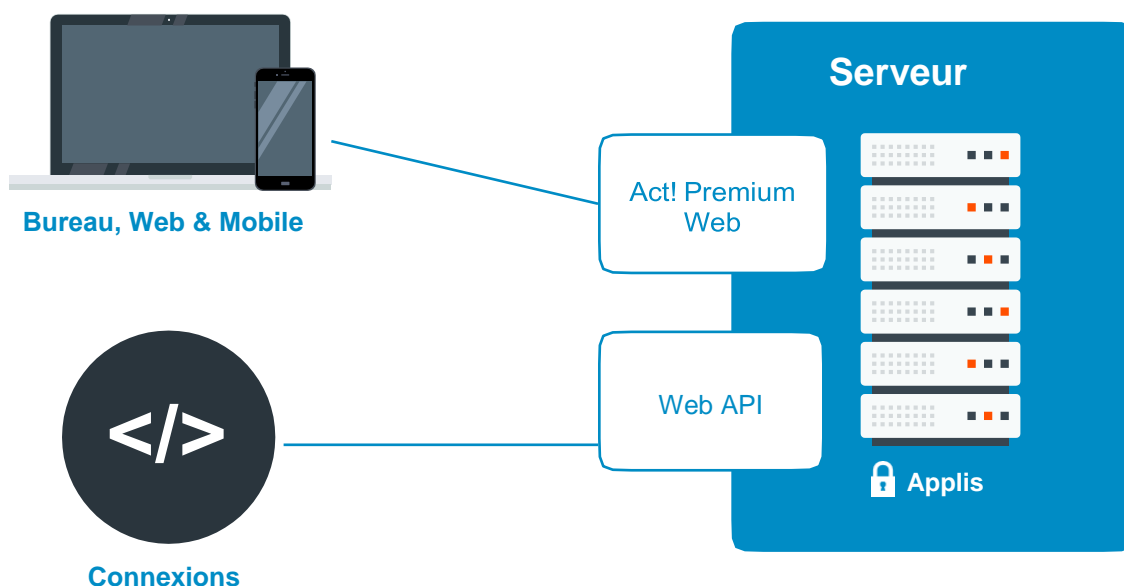 Serveur
Act! Premium
Web
Bureau, Web & Mobile
Web API
</>
Applis
Connexions